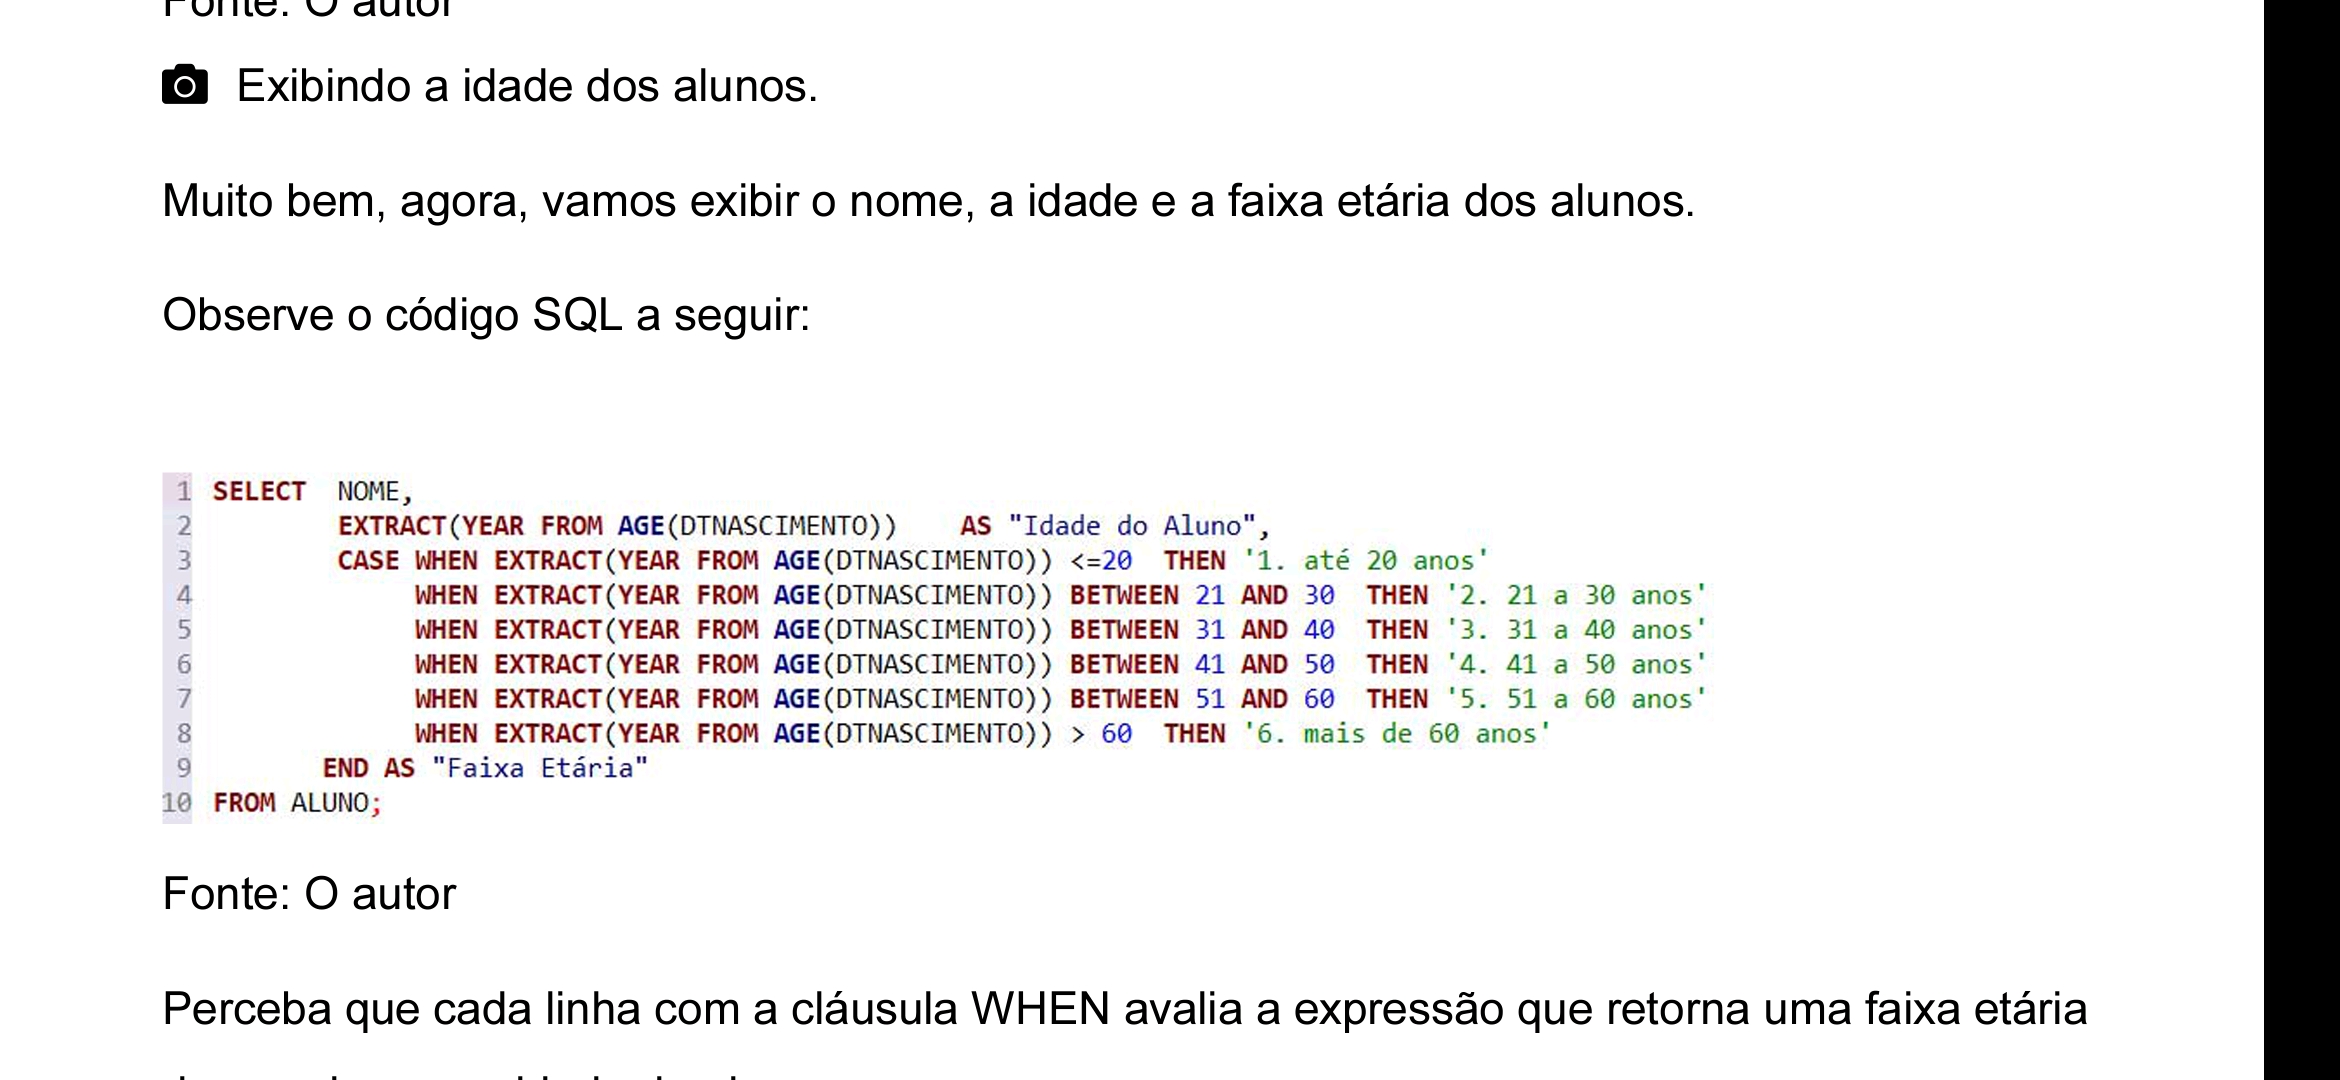 Fonte: O autor
Exibindo a idade dos alunos.
Muito bem, agora, vamos exibir o nome, a idade e a faixa etária dos alunos.
Observe o código SQL a seguir:
1 SELECT NOME,
2 EXTRACT(YEAR FROM AGE(DTNASCIMENTO)) AS "Idade do Aluno",
3 CASE WHEN EXTRACT(YEAR FROM AGE(DTNASCIMENTO)) <=20 THEN '1. até 20 anos'
4 WHEN EXTRACT(YEAR FROM AGE(DTNASCIMENTO)) BETWEEN 21 AND 30 THEN '2. 21 a 30 anos'
5 WHEN EXTRACT(YEAR FROM AGE(DTNASCIMENTO)) BETWEEN 31 AND 40 THEN '3. 31 a 40 anos'
6 WHEN EXTRACT(YEAR FROM AGE(DTNASCIMENTO)) BETWEEN 41 AND 50 THEN '4. 41 a 50 anos'
7 WHEN EXTRACT(YEAR FROM AGE(DTNASCIMENTO)) BETWEEN 51 AND 60 THEN '5. 51 a 60 anos'
8 WHEN EXTRACT(YEAR FROM AGE(DTNASCIMENTO)) > 60 THEN '6. mais de 60 anos'
9 END AS "Faixa Etária"
10 FROM ALUNO;
Fonte: O autor
Perceba que cada linha com a cláusula WHEN avalia a expressão que retorna uma faixa etária